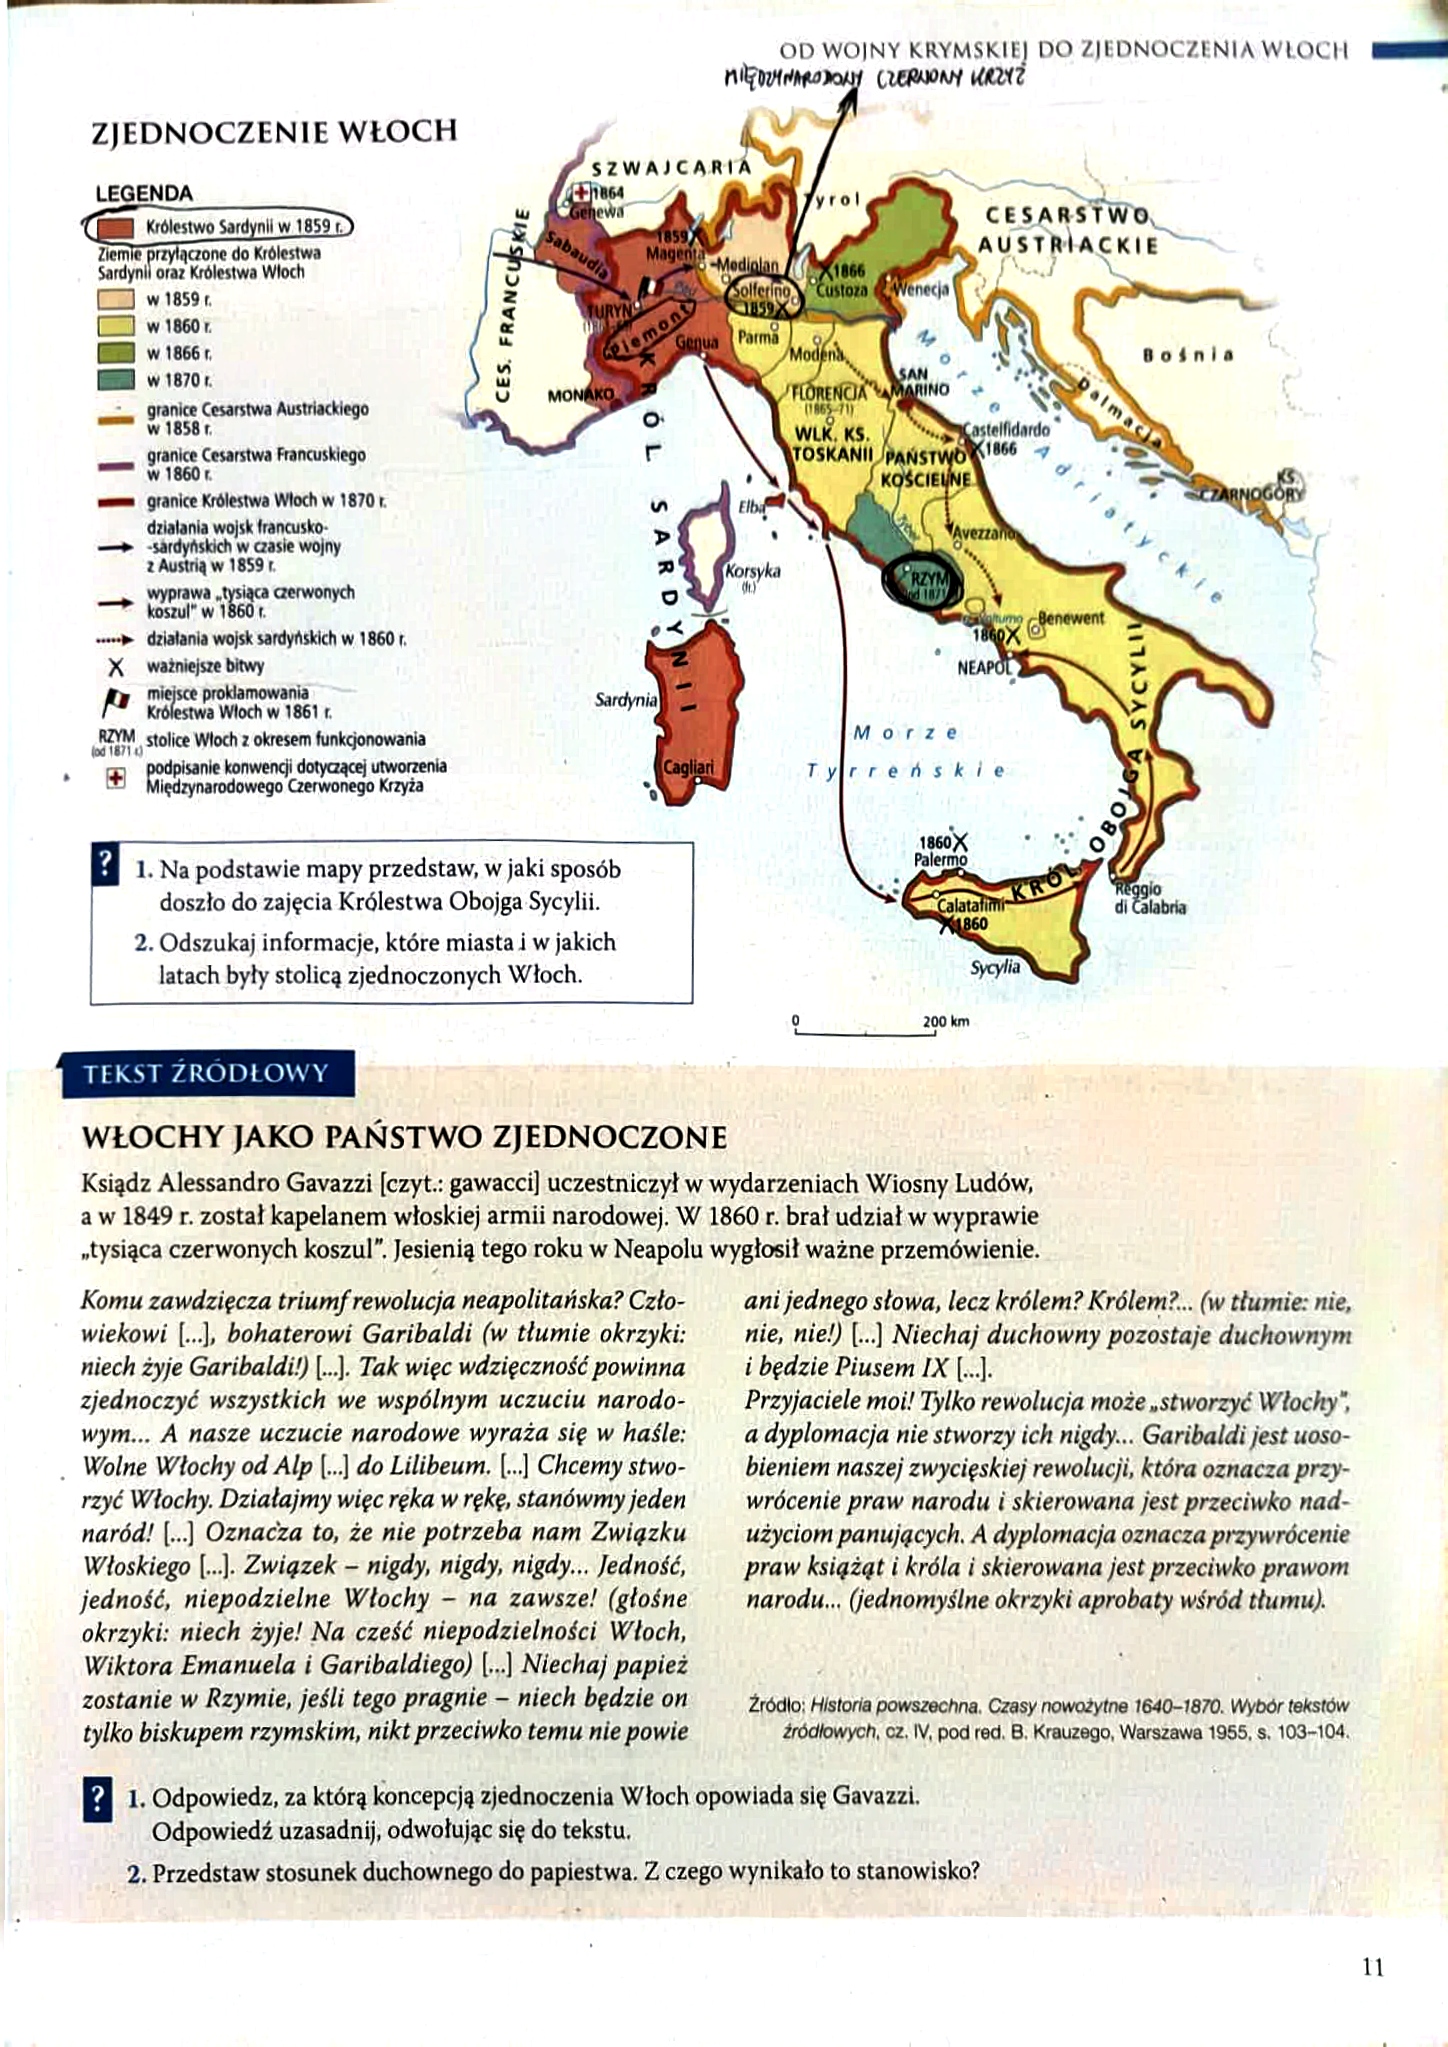 OD WOJNY KRYMSKIEJ DO ZJEDNOCZENIA WŁOCH
MIĘDZYNARODOWY CZERWONY KRZYŻ
ZJEDNOCZENIE WŁOCH
LEGENDA
Królestwo Sardynii w 1859 r.
Ziemie przyłączone do Królestwa
Sardynii oraz Królestwa Włoch
w 1859 r.
w 1860 r.
w 1866 r.
w 1870 r.
granice Cesarstwa Austriackiego
w 1858 r.
granice Cesarstwa Francuskiego
w 1860 r.
granice Królestwa Włoch w 1870 r.
działania wojsk francusko-
-sardyńskich w czasie wojny
z Austrią w 1859 r.
wyprawa „tysiąca czerwonych
koszul" w 1860 r.
działania wojsk sardyńskich w 1860 r.
ważniejsze bitwy
miejsce proklamowania
Królestwa Włoch w 1861 r.
RZYM
(od 1871 r.)
stolice Włoch z okresem funkcjonowania
podpisanie konwencji dotyczącej utworzenia
Międzynarodowego Czerwonego Krzyża
SZWAJCARIA
1864
Genewa
Tyrol
CESARSTWO
AUSTRIACKIE
CES. FRANCUSKIE
Sabaudia
1859
Magenta
Mediolan
Solferino
1859
1866
Custoza
Wenecja
TURYN
Piemont
Genua
Parma
Modena
Bośnia
MONAKO
SAN
MARINO
FLORENCJA
(1865-71)
WLK. KS.
TOSKANII
PAŃSTWO
KOŚCIELNE
Castelfidardo
1866
Morze Adriatyckie
Dalmacja
KS.
CZARNOGÓRY
KRÓL SARDYNII
Elba
Korsyka
(fr.)
Tybr
Avezzano
RZYM
od 1871
Volturno
1860
Benewent
NEAPOL
Sardynia
Cagliari
Morze
Tyrreńskie
KRÓL OBOJGA SYCYLII
1860
Palermo
Calatafimi
1860
Reggio
di Calabria
Sycylia
0 200 km
? 1. Na podstawie mapy przedstaw, w jaki sposób
doszło do zajęcia Królestwa Obojga Sycylii.
2. Odszukaj informacje, które miasta i w jakich
latach były stolicą zjednoczonych Włoch.
TEKST ŹRÓDŁOWY
WŁOCHY JAKO PAŃSTWO ZJEDNOCZONE
Ksiądz Alessandro Gavazzi [czyt.: gawacci] uczestniczył w wydarzeniach Wiosny Ludów,
a w 1849 r. został kapelanem włoskiej armii narodowej. W 1860 r. brał udział w wyprawie
„tysiąca czerwonych koszul". Jesienią tego roku w Neapolu wygłosił ważne przemówienie.
Komu zawdzięcza triumf rewolucja neapolitańska? Czło-
wiekowi [...], bohaterowi Garibaldi (w tłumie okrzyki:
niech żyje Garibaldi!) [...]. Tak więc wdzięczność powinna
zjednoczyć wszystkich we wspólnym uczuciu narodo-
wym... A nasze uczucie narodowe wyraża się w haśle:
Wolne Włochy od Alp [...] do Lilibeum. [...] Chcemy stwo-
rzyć Włochy. Działajmy więc ręka w rękę, stanówmy jeden
naród! [...] Oznacza to, że nie potrzeba nam Związku
Włoskiego [...]. Związek – nigdy, nigdy, nigdy... Jedność,
jedność, niepodzielne Włochy – na zawsze! (głośne
okrzyki: niech żyje! Na cześć niepodzielności Włoch,
Wiktora Emanuela i Garibaldiego) [...] Niechaj papież
zostanie w Rzymie, jeśli tego pragnie – niech będzie on
tylko biskupem rzymskim, nikt przeciwko temu nie powie
ani jednego słowa, lecz królem? Królem?... (w tłumie: nie,
nie, nie!) [...] Niechaj duchowny pozostaje duchownym
i będzie Piusem IX [...].
Przyjaciele moi! Tylko rewolucja może „stworzyć Włochy",
a dyplomacja nie stworzy ich nigdy... Garibaldi jest uoso-
bieniem naszej zwycięskiej rewolucji, która oznacza przy-
wrócenie praw narodu i skierowana jest przeciwko nad-
użyciom panujących. A dyplomacja oznacza przywrócenie
praw książąt i króla i skierowana jest przeciwko prawom
narodu... (jednomyślne okrzyki aprobaty wśród tłumu).
Źródło: Historia powszechna. Czasy nowożytne 1640–1870. Wybór tekstów
źródłowych, cz. IV, pod red. B. Krauzego, Warszawa 1955, s. 103–104.
? 1. Odpowiedz, za którą koncepcją zjednoczenia Włoch opowiada się Gavazzi.
Odpowiedź uzasadnij, odwołując się do tekstu.
2. Przedstaw stosunek duchownego do papiestwa. Z czego wynikało to stanowisko?
11